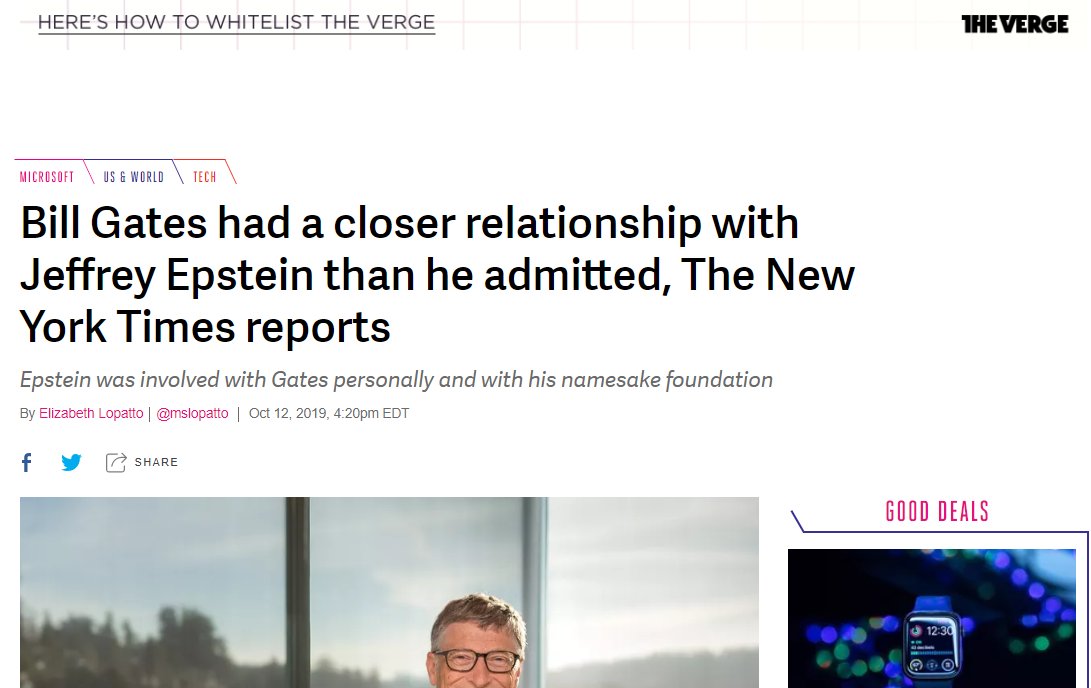 HERE'S HOW TO WHITELIST THE VERGE
THE VERGE
MICROSOFT
US & WORLD
TECH
Bill Gates had a closer relationship with
Jeffrey Epstein than he admitted, The New
York Times reports
Epstein was involved with Gates personally and with his namesake foundation
By Elizabeth Lopatto | @mslopatto | Oct 12, 2019, 4:20pm EDT
SHARE
GOOD DEALS
12:30